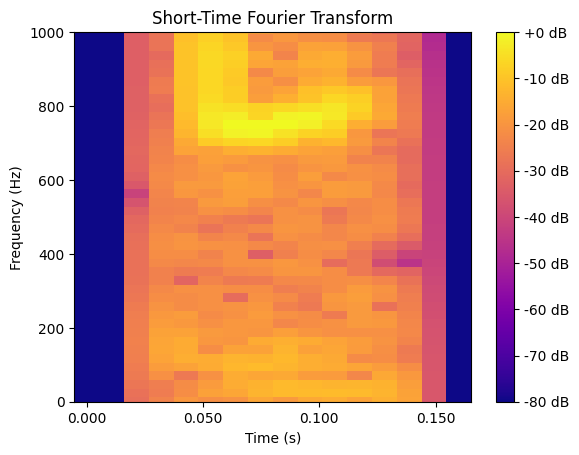 Short-Time Fourier Transform
Frequency (Hz)
1000
800
600
400
200
0
0.000
0.050
0.100
0.150
Time (s)
+0 dB
-10 dB
-20 dB
-30 dB
-40 dB
-50 dB
-60 dB
-70 dB
-80 dB